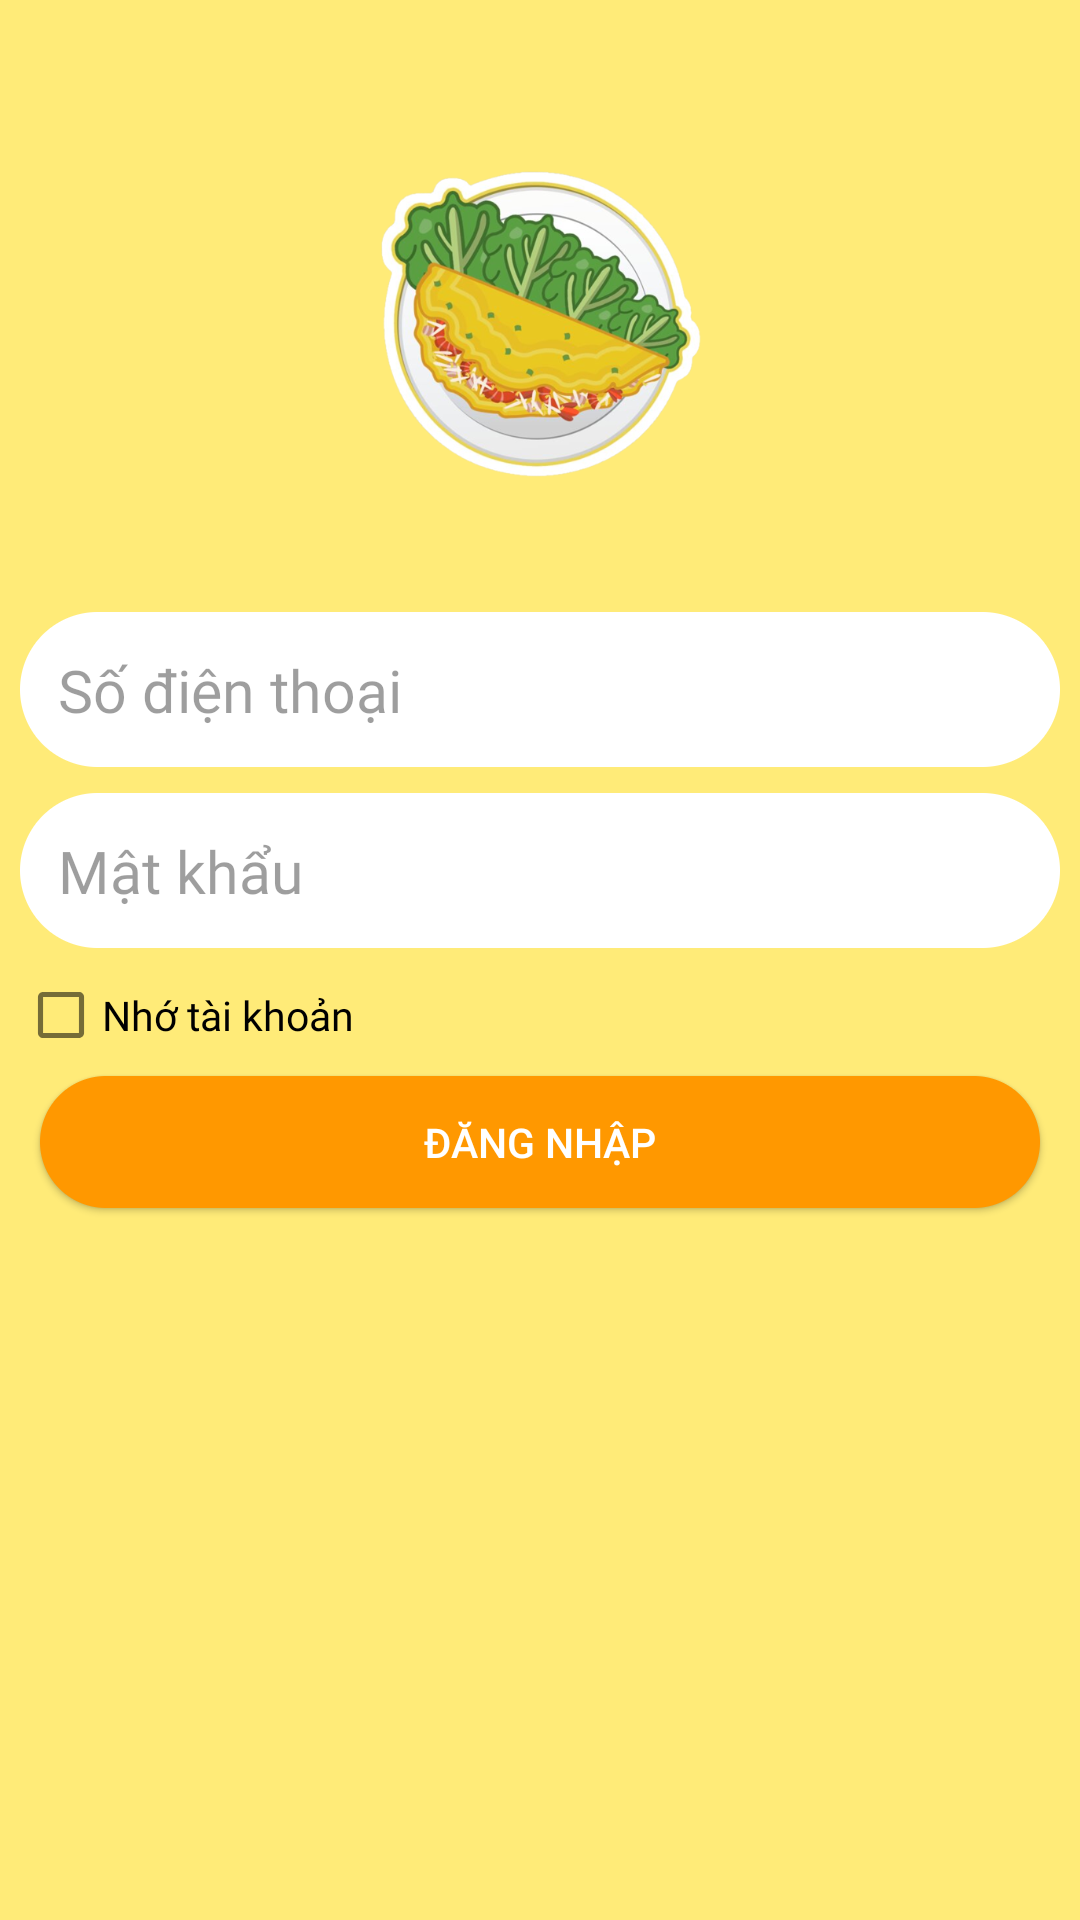 Số điện thoại
Mật khẩu
Nhớ tài khoản
ĐĂNG NHẬP